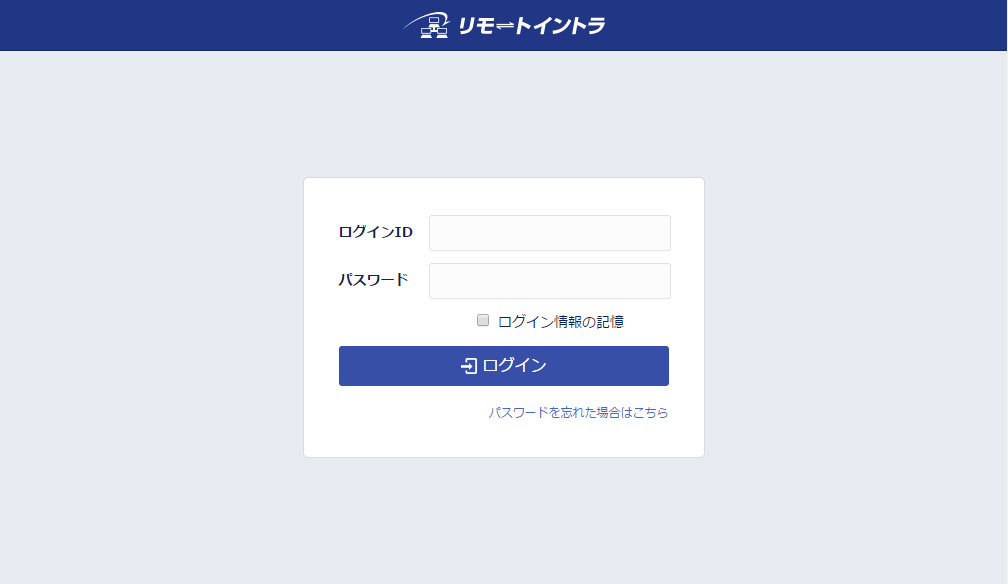 リモートイントラ
ログインID
パスワード
ログイン情報の記憶
ログイン
パスワードを忘れた場合はこちら